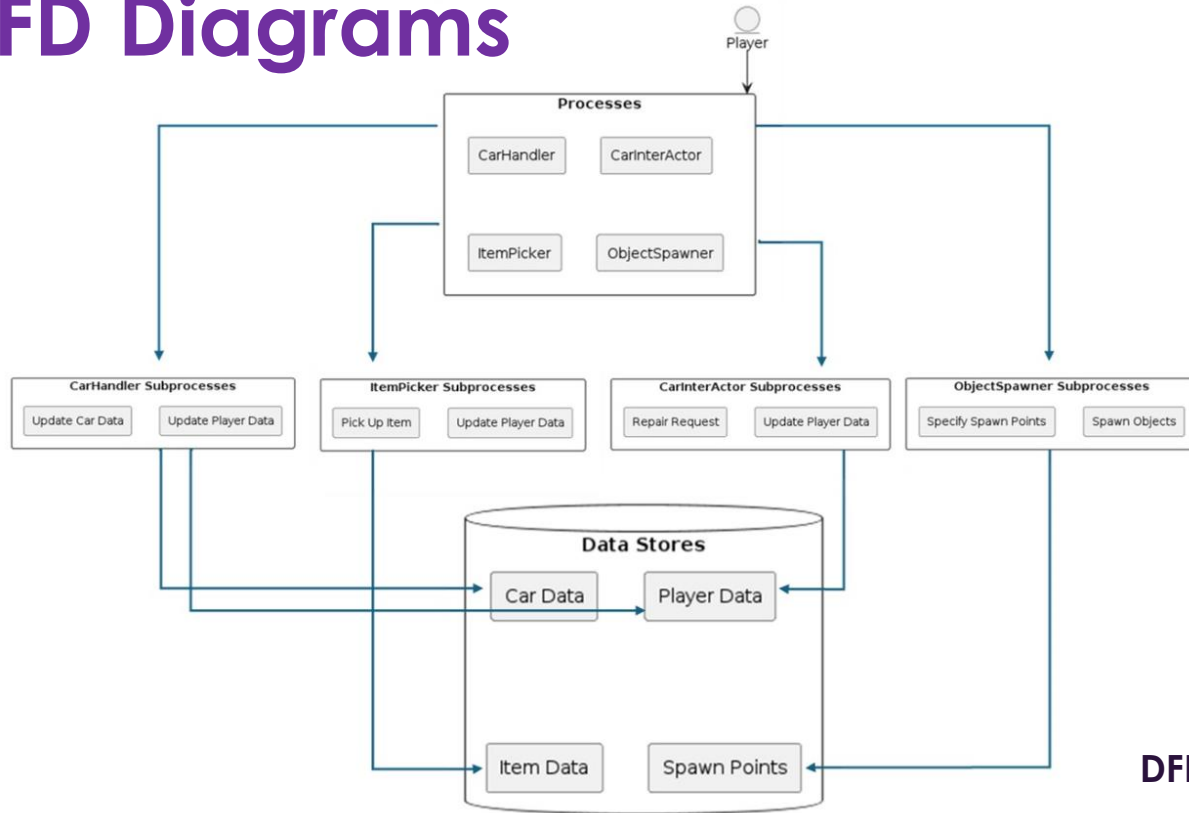 FD Diagrams
Player
Processes
CarHandler
CarInterActor
ItemPicker
ObjectSpawner
CarHandler Subprocesses
Update Car Data
Update Player Data
ItemPicker Subprocesses
Pick Up Item
Update Player Data
CarInterActor Subprocesses
Repair Request
Update Player Data
ObjectSpawner Subprocesses
Specify Spawn Points
Spawn Objects
Data Stores
Car Data
Player Data
Item Data
Spawn Points
DF